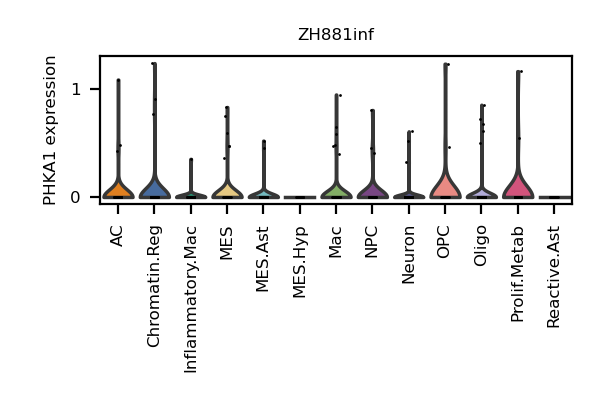 ZH881inf
PHKA1 expression
1
0
AC
Chromatin.Reg
Inflammatory.Mac
MES
MES.Ast
MES.Hyp
Mac
NPC
Neuron
OPC
Oligo
Prolif.Metab
Reactive.Ast